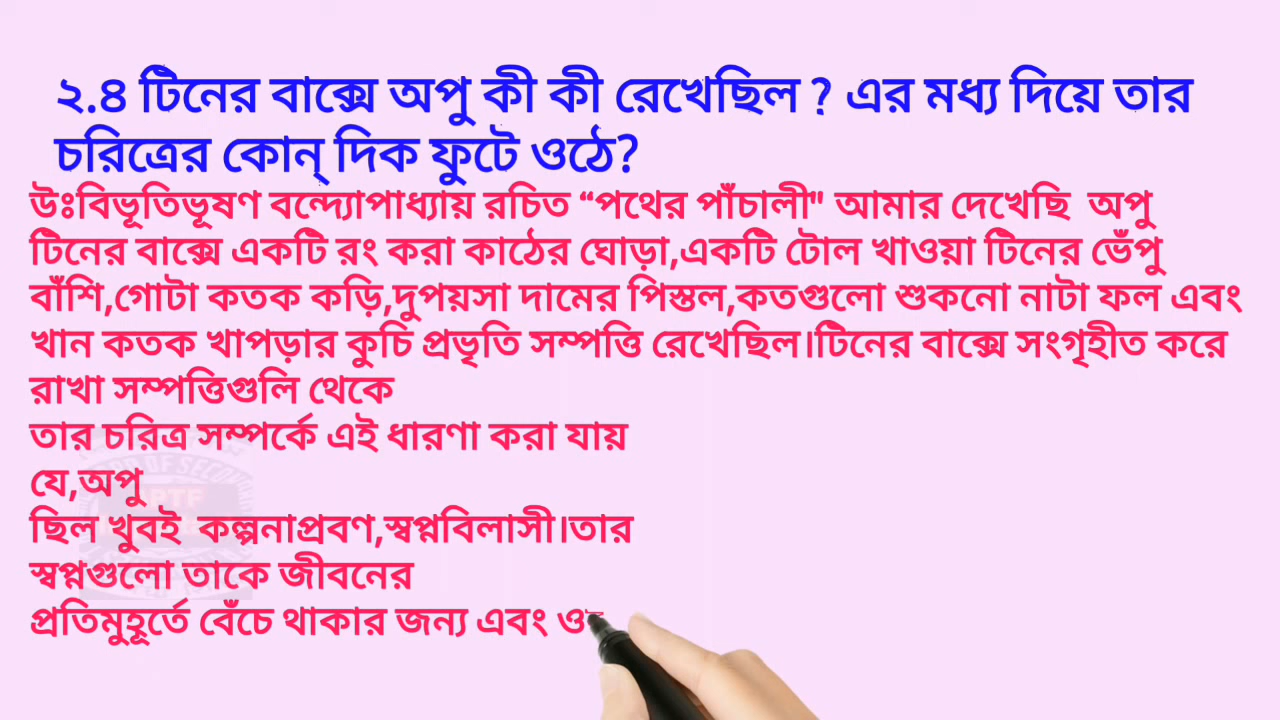 ২.৪ টিনের বাক্সে অপু কী কী রেখেছিল ? এর মধ্য দিয়ে তার
চরিত্রের কোন্ দিক ফুটে ওঠে?
উঃবিভূতিভূষণ বন্দ্যোপাধ্যায় রচিত “পথের পাঁচালী" আমার দেখেছি অপু
টিনের বাক্সে একটি রং করা কাঠের ঘোড়া,একটি টোল খাওয়া টিনের ভেঁপু
বাঁশি,গোটা কতক কড়ি,দুপয়সা দামের পিস্তল,কতগুলো শুকনো নাটা ফল এবং
খান কতক খাপড়ার কুচি প্রভৃতি সম্পত্তি রেখেছিল।টিনের বাক্সে সংগৃহীত করে
রাখা সম্পত্তিগুলি থেকে
তার চরিত্র সম্পর্কে এই ধারণা করা যায়
যে,অপু
ছিল খুবই কল্পনাপ্রবণ,স্বপ্নবিলাসী।তার
স্বপ্নগুলো তাকে জীবনের
প্রতিমুহূর্তে বেঁচে থাকার জন্য এবং